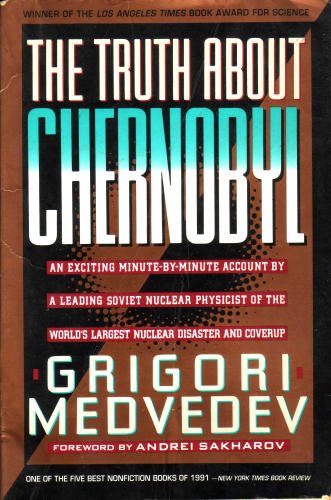 WINNER OF THE LOS ANGELES TIMES BOOK AWARD FOR SCIENCE
THE TRUTH ABOUT
CHERNOBYL
AN EXCITING MINUTE-BY-MINUTE ACCOUNT BY
A LEADING SOVIET NUCLEAR PHYSICIST OF THE
WORLD'S LARGEST NUCLEAR DISASTER AND COVERUP
GRIGORI
MEDVEDEV
FOREWORD BY ANDREI SAKHAROV
ONE OF THE FIVE BEST NONFICTION BOOKS OF 1991 —NEW YORK TIMES BOOK REVIEW